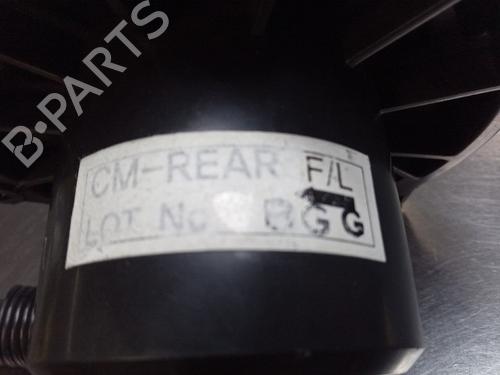 B-PARTS
CM-REAR F/L
LOT No BGG